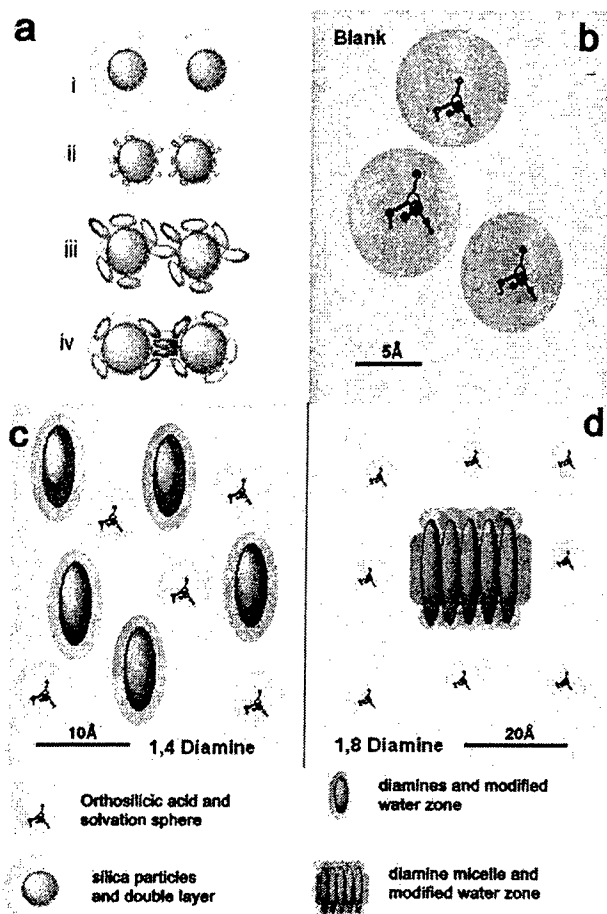 a
b
Blank
i
ii
iii
iv
5Å
c
d
10Å
1,4 Diamine
1,8 Diamine
20Å
Orthosilicic acid and
solvation sphere
diamines and modified
water zone
silica particles
and double layer
diamine micelle and
modified water zone